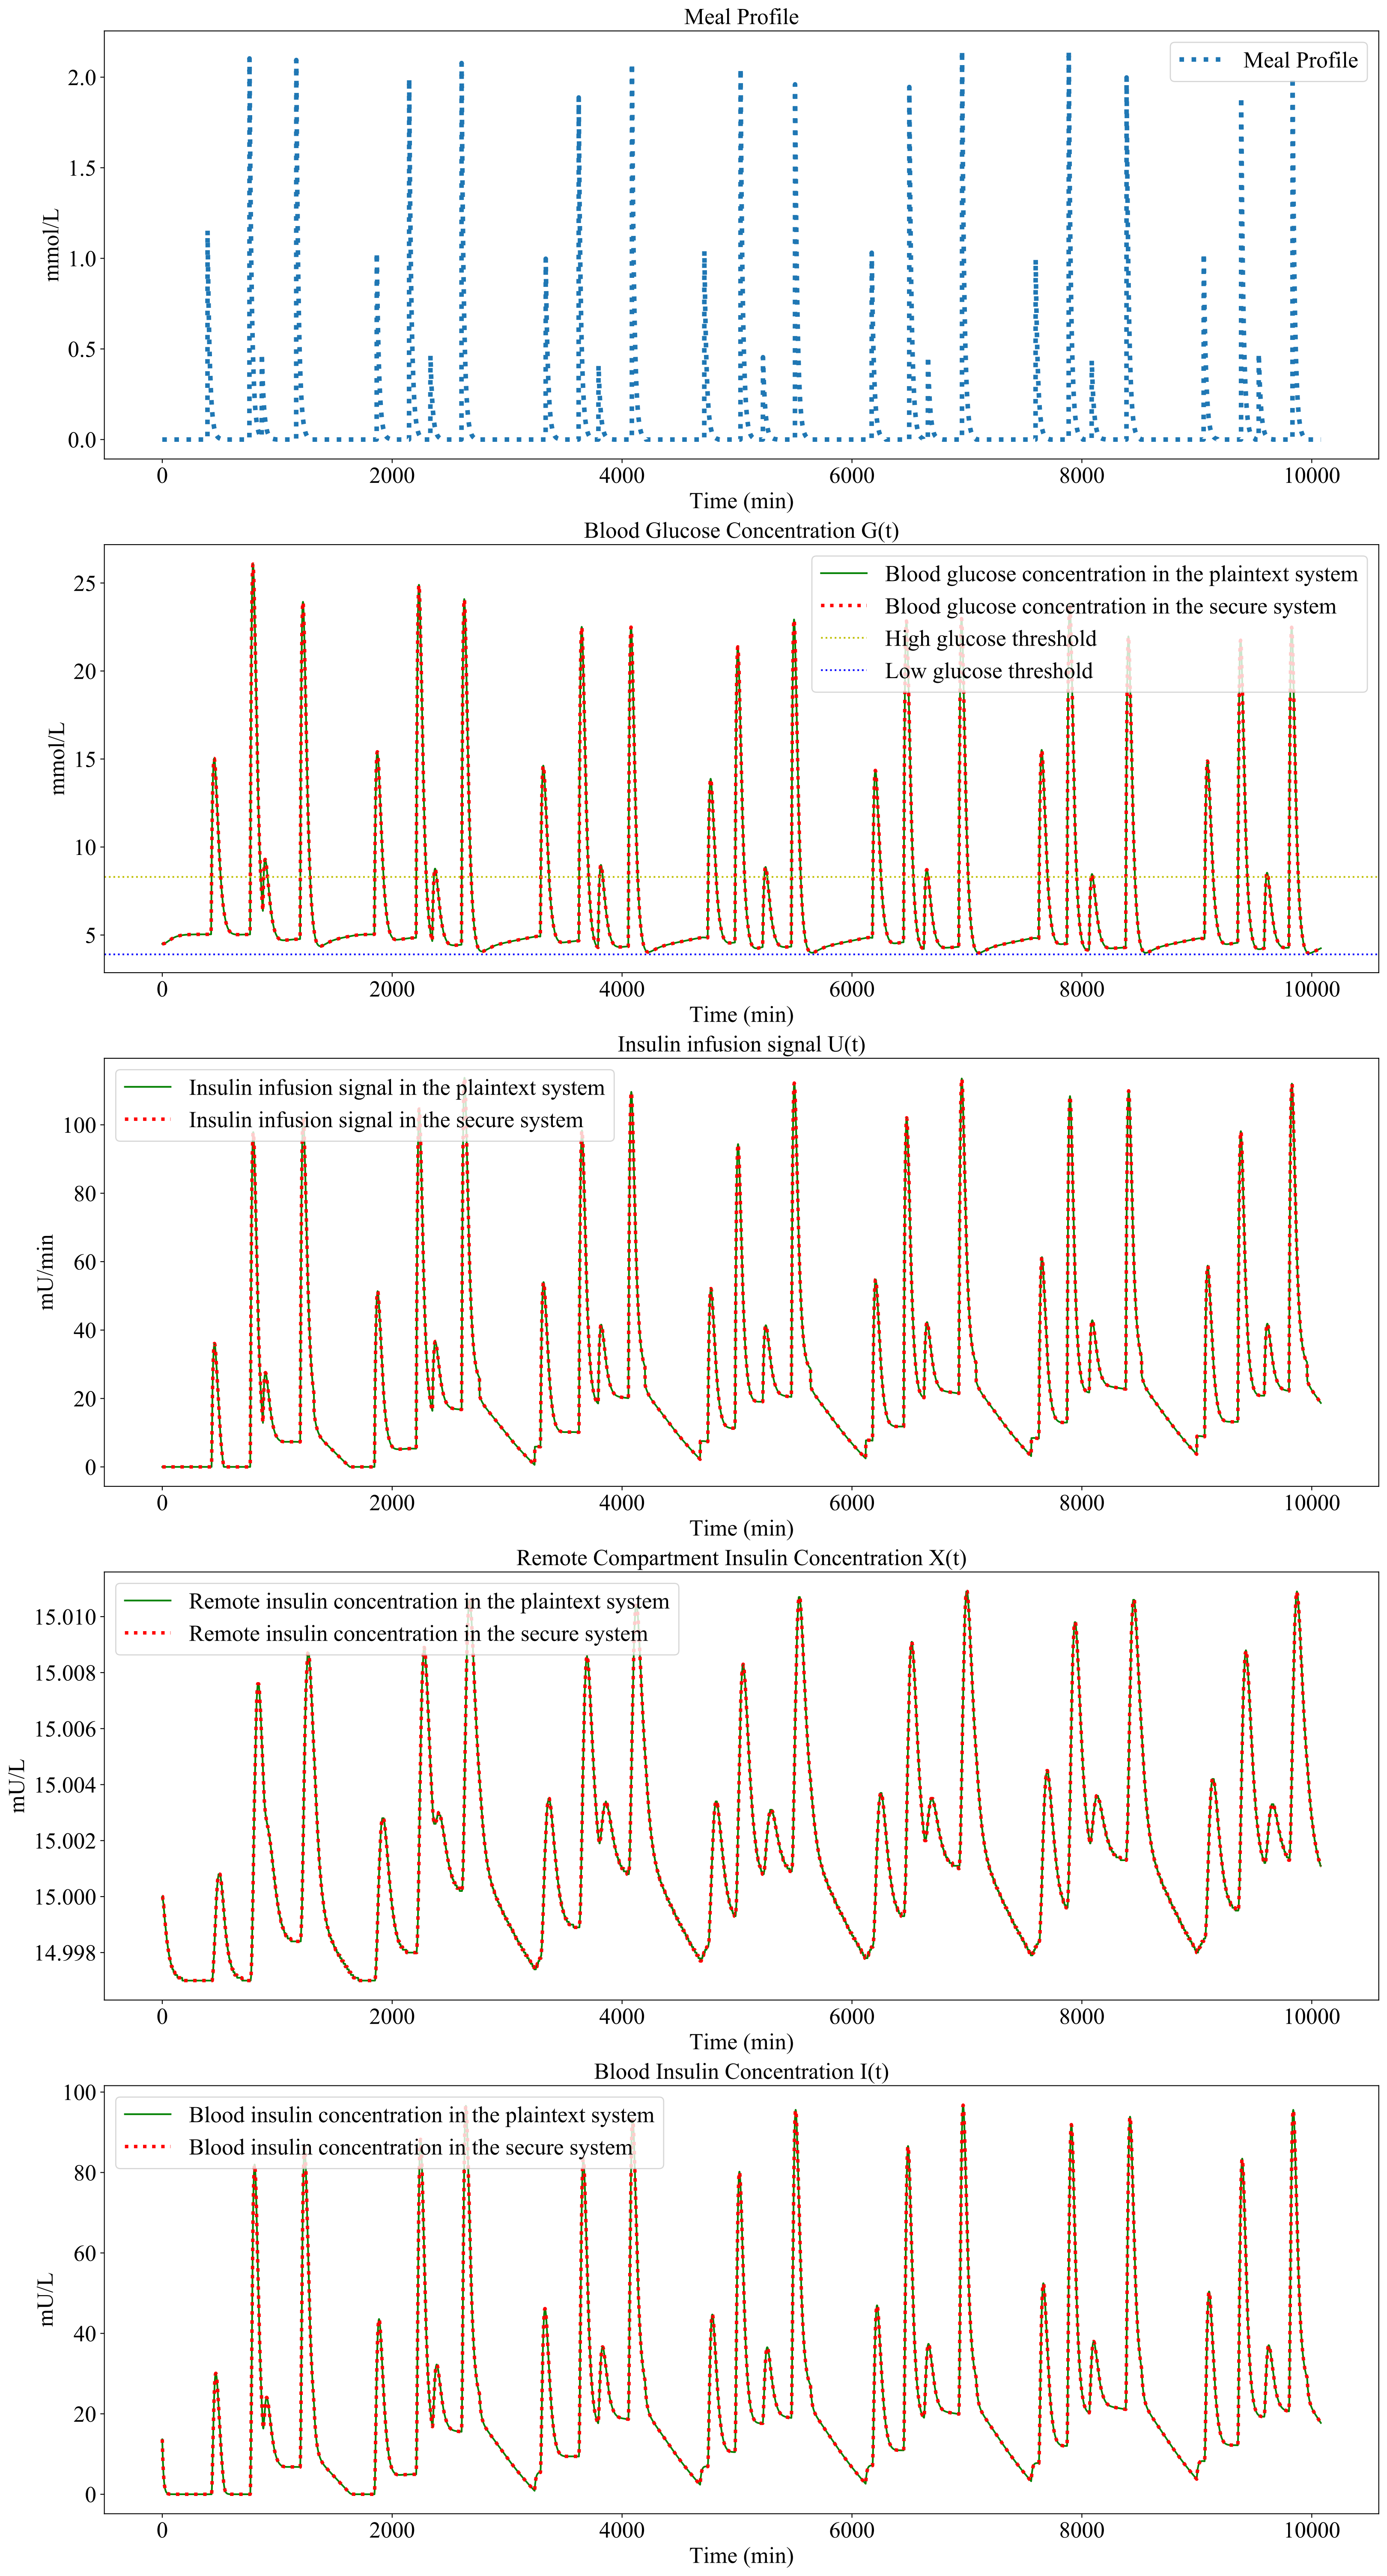 Meal Profile
Meal Profile
2.0
1.5
1.0
0.5
0.0
mmol/L
0 2000 4000 6000 8000 10000
Time (min)
Blood Glucose Concentration G(t)
Blood glucose concentration in the plaintext system
Blood glucose concentration in the secure system
High glucose threshold
Low glucose threshold
25
20
15
10
5
mmol/L
0 2000 4000 6000 8000 10000
Time (min)
Insulin infusion signal U(t)
Insulin infusion signal in the plaintext system
Insulin infusion signal in the secure system
100
80
60
40
20
0
mU/min
0 2000 4000 6000 8000 10000
Time (min)
Remote Compartment Insulin Concentration X(t)
Remote insulin concentration in the plaintext system
Remote insulin concentration in the secure system
15.010
15.008
15.006
15.004
15.002
15.000
14.998
mU/L
0 2000 4000 6000 8000 10000
Time (min)
Blood Insulin Concentration I(t)
Blood insulin concentration in the plaintext system
Blood insulin concentration in the secure system
100
80
60
40
20
0
mU/L
0 2000 4000 6000 8000 10000
Time (min)